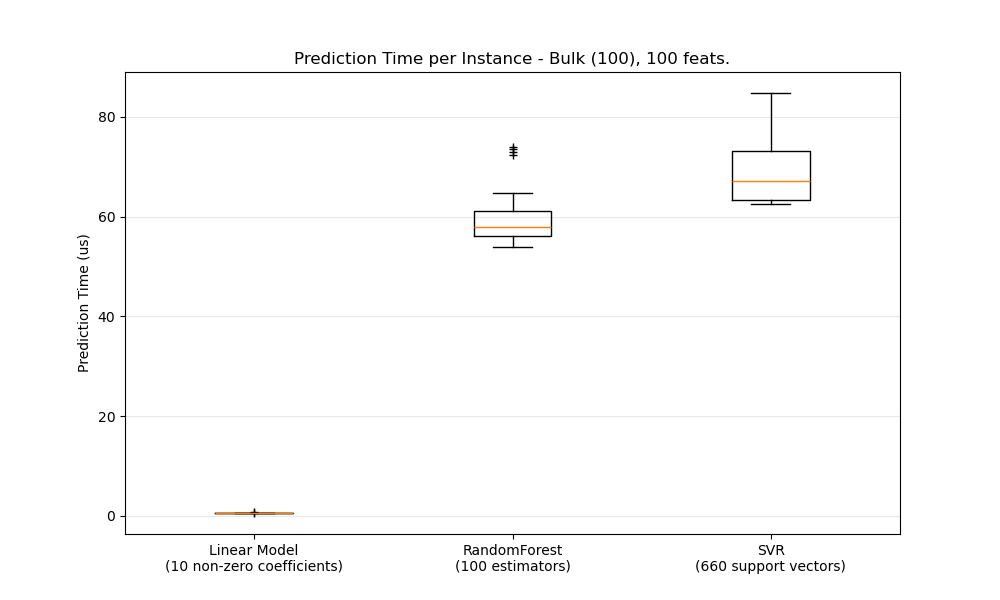 Prediction Time per Instance - Bulk (100), 100 feats.
Prediction Time (us)
80
60
40
20
0
Linear Model
(10 non-zero coefficients)
RandomForest
(100 estimators)
SVR
(660 support vectors)